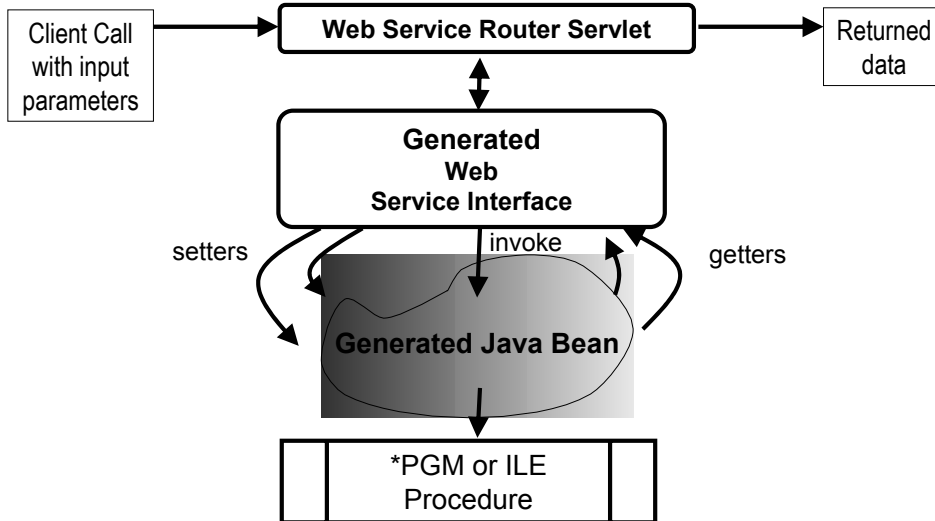 Client Call
with input
parameters
Web Service Router Servlet
Returned
data
Generated
Web
Service Interface
setters
invoke
getters
Generated Java Bean
*PGM or ILE
Procedure